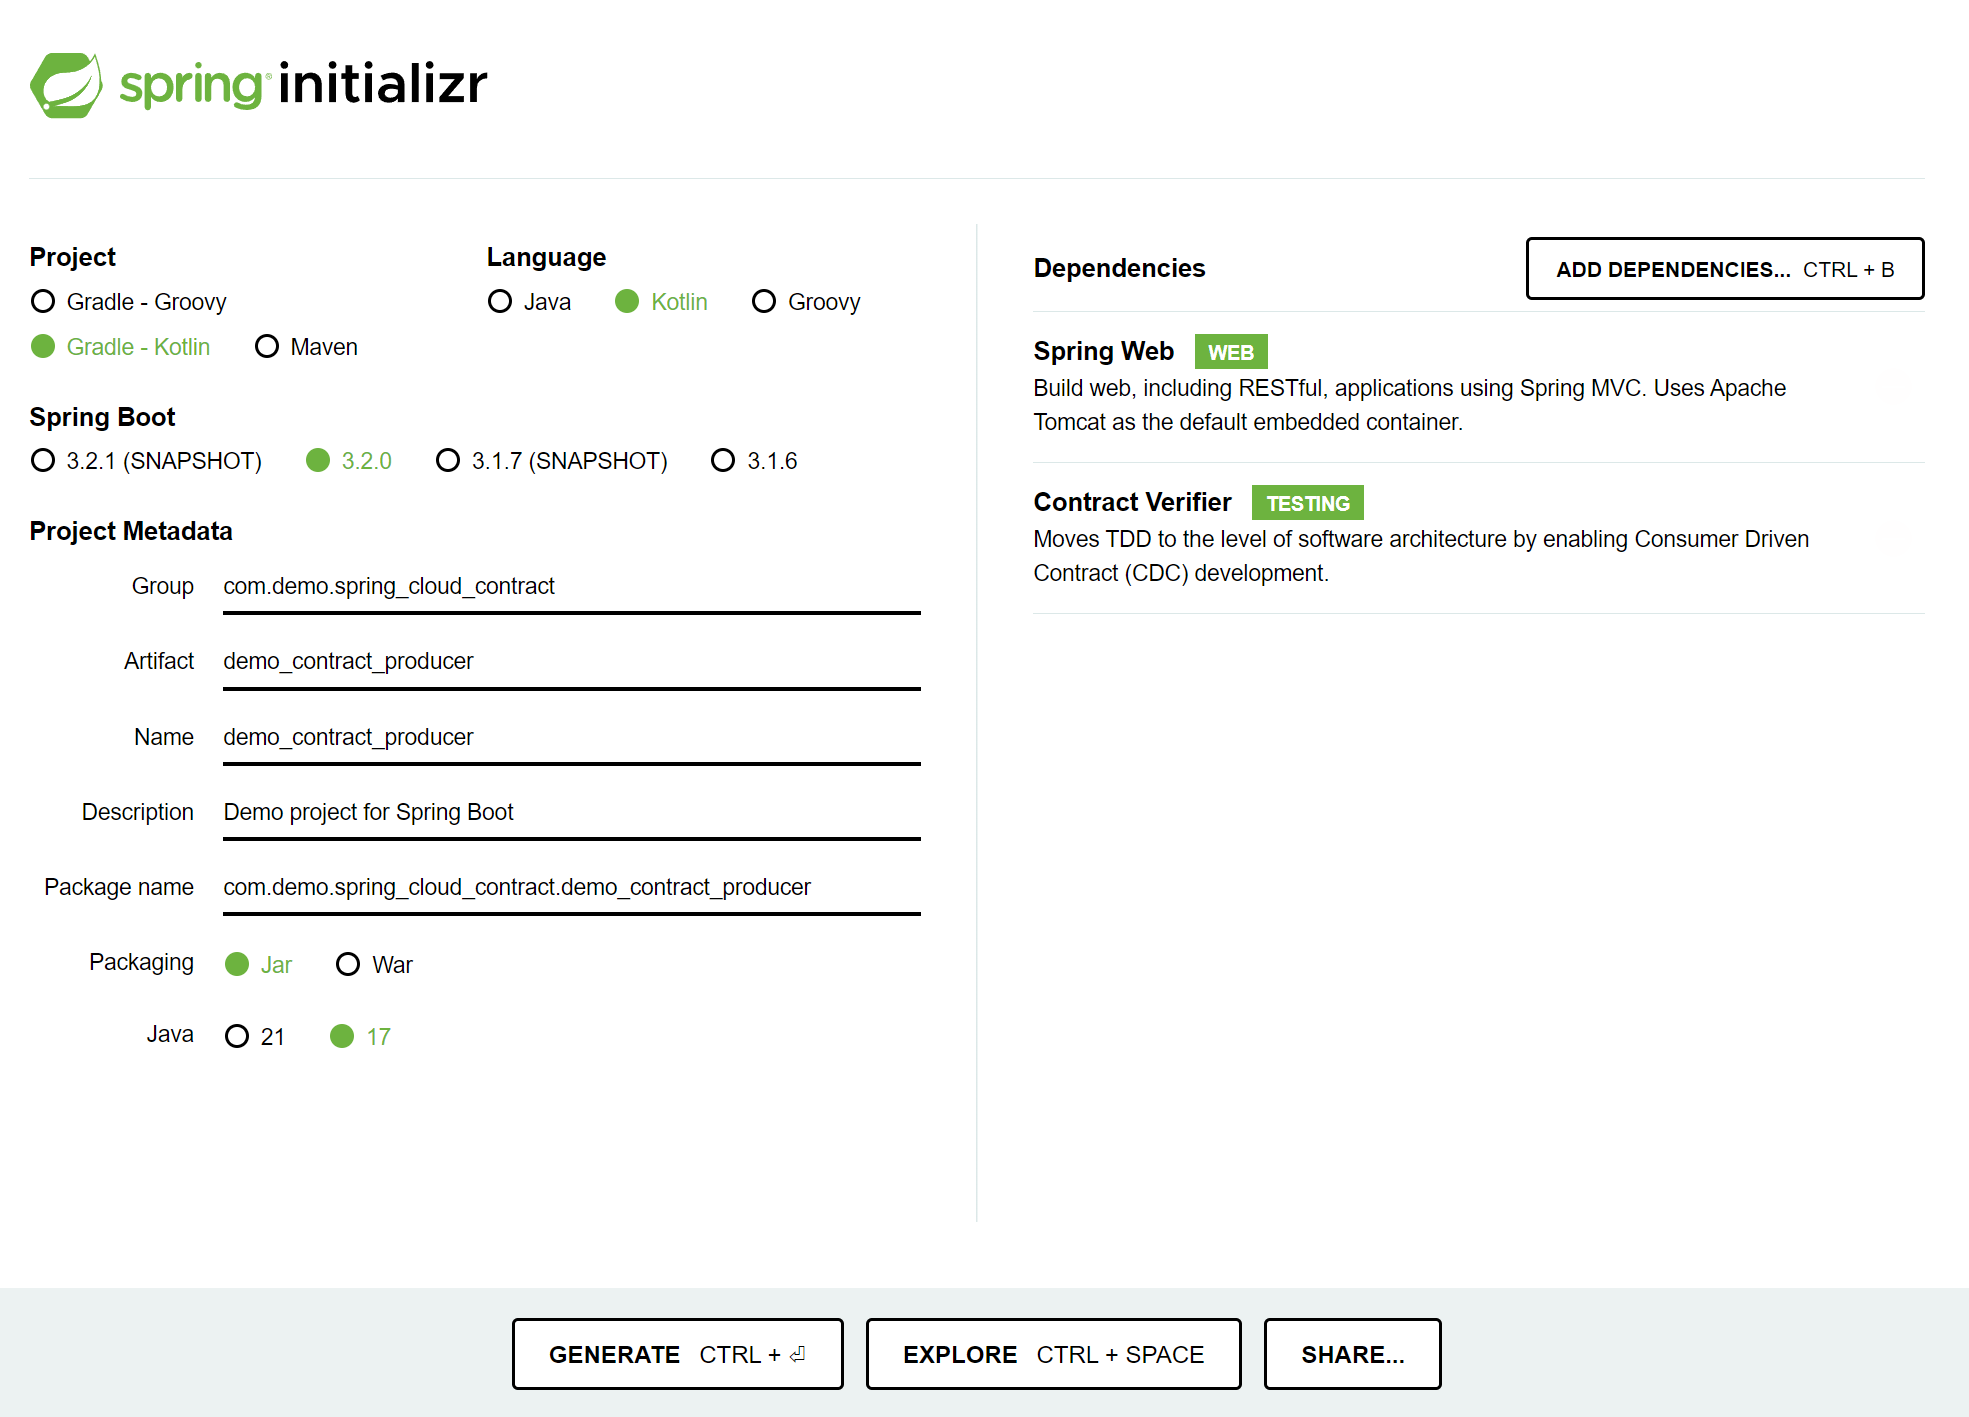 spring® initializr
Project
Gradle - Groovy
Gradle - Kotlin Maven
Language
Java Kotlin Groovy
Spring Boot
3.2.1 (SNAPSHOT) 3.2.0 3.1.7 (SNAPSHOT) 3.1.6
Project Metadata
Group com.demo.spring_cloud_contract
Artifact demo_contract_producer
Name demo_contract_producer
Description Demo project for Spring Boot
Package name com.demo.spring_cloud_contract.demo_contract_producer
Packaging Jar War
Java 21 17
Dependencies ADD DEPENDENCIES... CTRL + B
Spring Web WEB
Build web, including RESTful, applications using Spring MVC. Uses Apache
Tomcat as the default embedded container.
Contract Verifier TESTING
Moves TDD to the level of software architecture by enabling Consumer Driven
Contract (CDC) development.
GENERATE CTRL + ⏎ EXPLORE CTRL + SPACE SHARE...